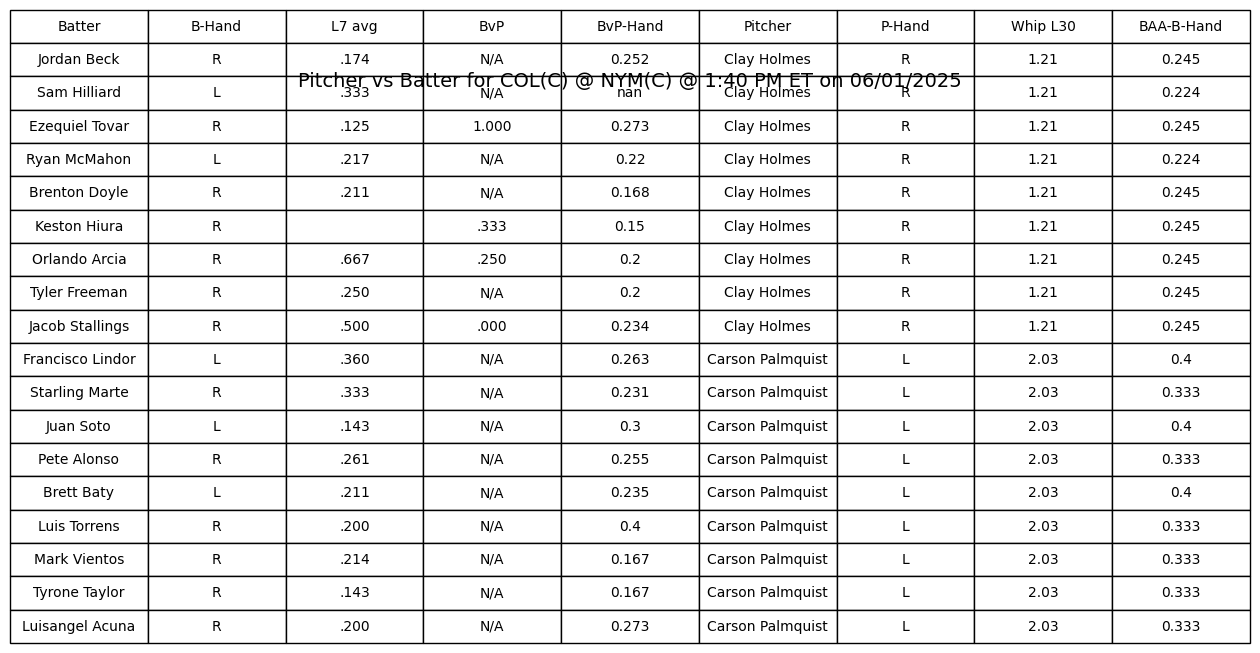 Batter B-Hand L7 avg BvP BvP-Hand Pitcher P-Hand Whip L30 BAA-B-Hand
Jordan Beck R .174 N/A 0.252 Clay Holmes R 1.21 0.245
Pitcher vs Batter for COL(C) @ NYM(C) @ 1:40 PM ET on 06/01/2025
Sam Hilliard L .333 N/A nan Clay Holmes R 1.21 0.224
Ezequiel Tovar R .125 1.000 0.273 Clay Holmes R 1.21 0.245
Ryan McMahon L .217 N/A 0.22 Clay Holmes R 1.21 0.224
Brenton Doyle R .211 N/A 0.168 Clay Holmes R 1.21 0.245
Keston Hiura R .333 0.15 Clay Holmes R 1.21 0.245
Orlando Arcia R .667 .250 0.2 Clay Holmes R 1.21 0.245
Tyler Freeman R .250 N/A 0.2 Clay Holmes R 1.21 0.245
Jacob Stallings R .500 .000 0.234 Clay Holmes R 1.21 0.245
Francisco Lindor L .360 N/A 0.263 Carson Palmquist L 2.03 0.4
Starling Marte R .333 N/A 0.231 Carson Palmquist L 2.03 0.333
Juan Soto L .143 N/A 0.3 Carson Palmquist L 2.03 0.4
Pete Alonso R .261 N/A 0.255 Carson Palmquist L 2.03 0.333
Brett Baty L .211 N/A 0.235 Carson Palmquist L 2.03 0.4
Luis Torrens R .200 N/A 0.4 Carson Palmquist L 2.03 0.333
Mark Vientos R .214 N/A 0.167 Carson Palmquist L 2.03 0.333
Tyrone Taylor R .143 N/A 0.167 Carson Palmquist L 2.03 0.333
Luisangel Acuna R .200 N/A 0.273 Carson Palmquist L 2.03 0.333